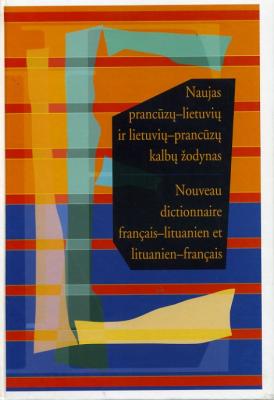 Naujas
prancūzų–lietuvių
ir lietuvių–prancūzų
kalbų žodynas
Nouveau
dictionnaire
français–lituanien et
lituanien–français